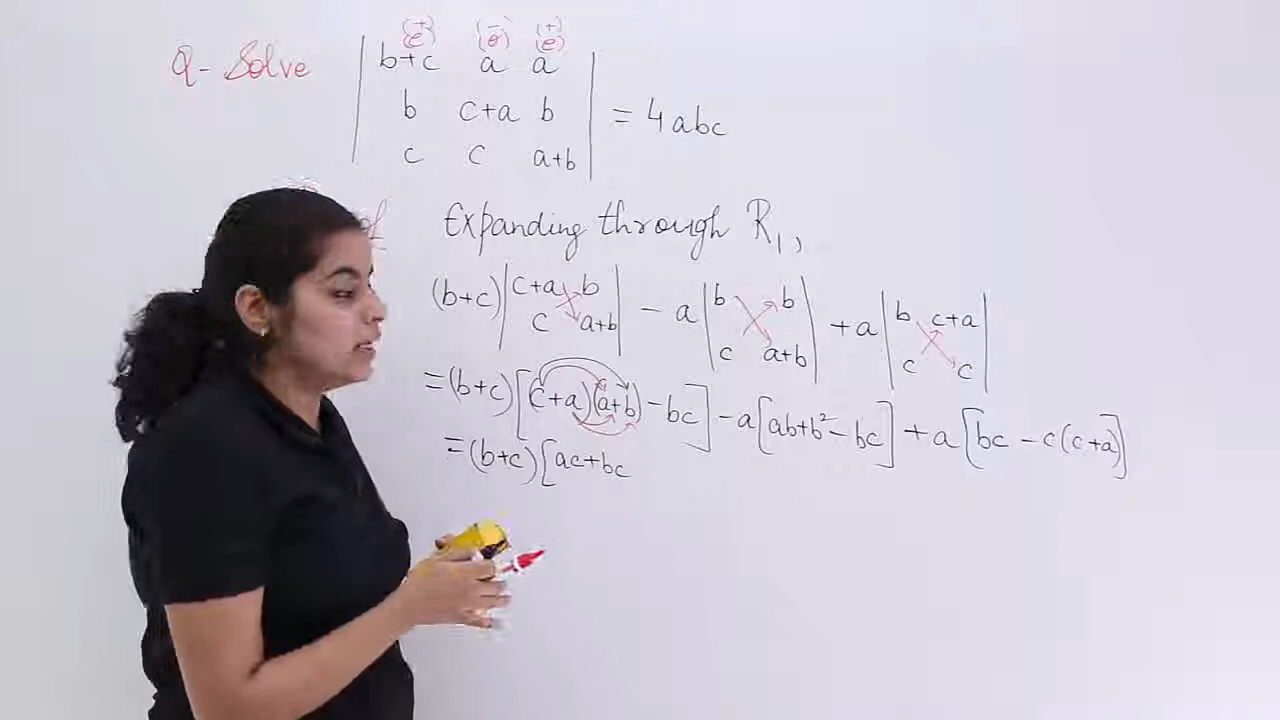 (+) (-) (+)
(e) (o) (e)
Q- Solve | b+c a a |
| b c+a b | = 4abc
| c c a+b |
Expanding through R₁,
(b+c) | c+a b | - a | b b | + a | b c+a |
| c a+b | | c a+b | | c c |
=(b+c)[(c+a)(a+b)-bc] -a[ab+b²-bc] +a[bc-c(c+a)]
=(b+c)[ac+bc